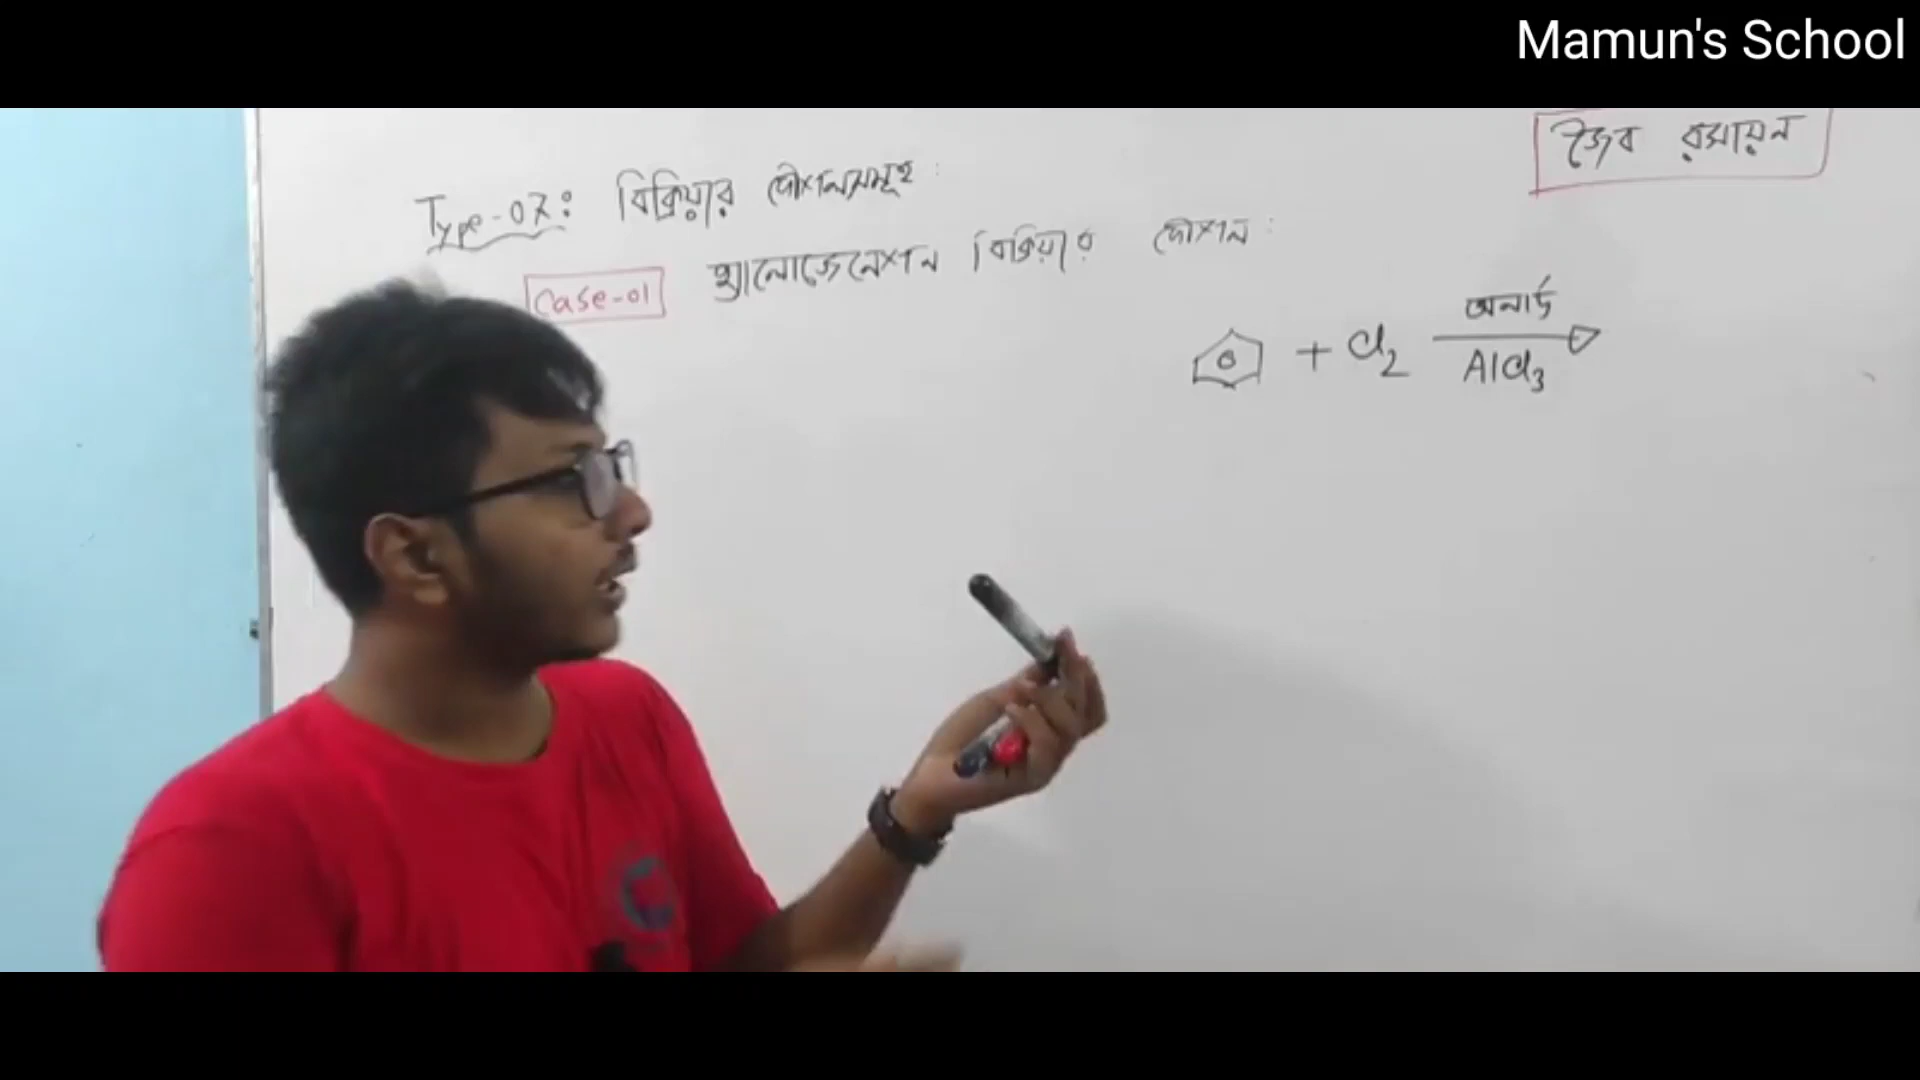 Mamun's School
জৈব রসায়ন
Type-07: বিক্রিয়ার কৌশলসমূহ:
Case-01 হ্যালোজেনেশন বিক্রিয়ার কৌশল:
+ Cl₂ অনার্দ্র AlCl₃